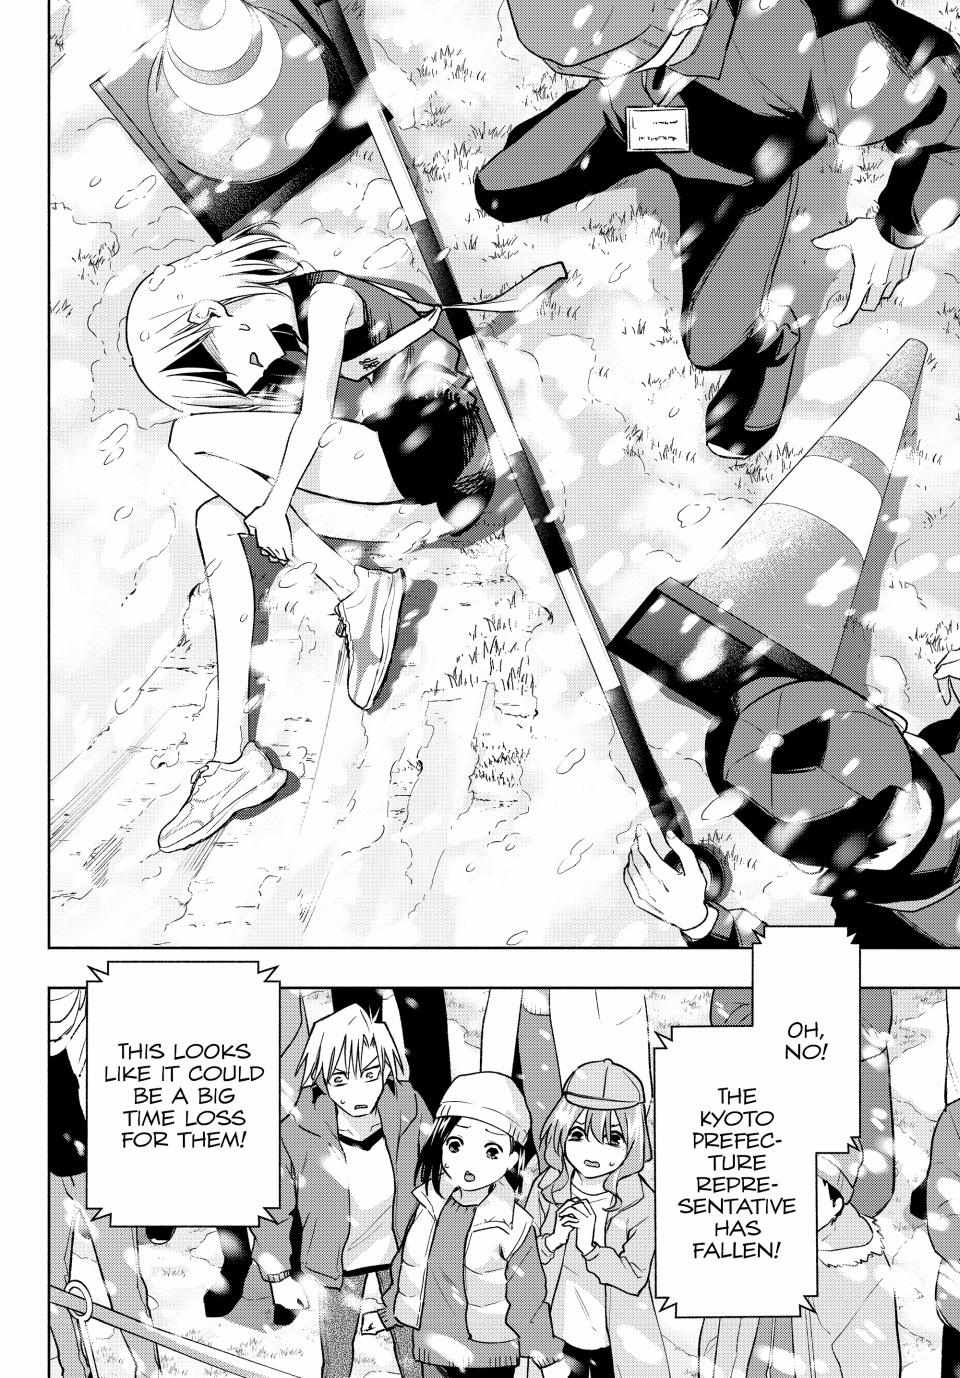 OH,
NO!
THE
KYOTO
PREFEC-
TURE
REPRE-
SENTATIVE
HAS
FALLEN!
THIS LOOKS
LIKE IT COULD
BE A BIG
TIME LOSS
FOR THEM!